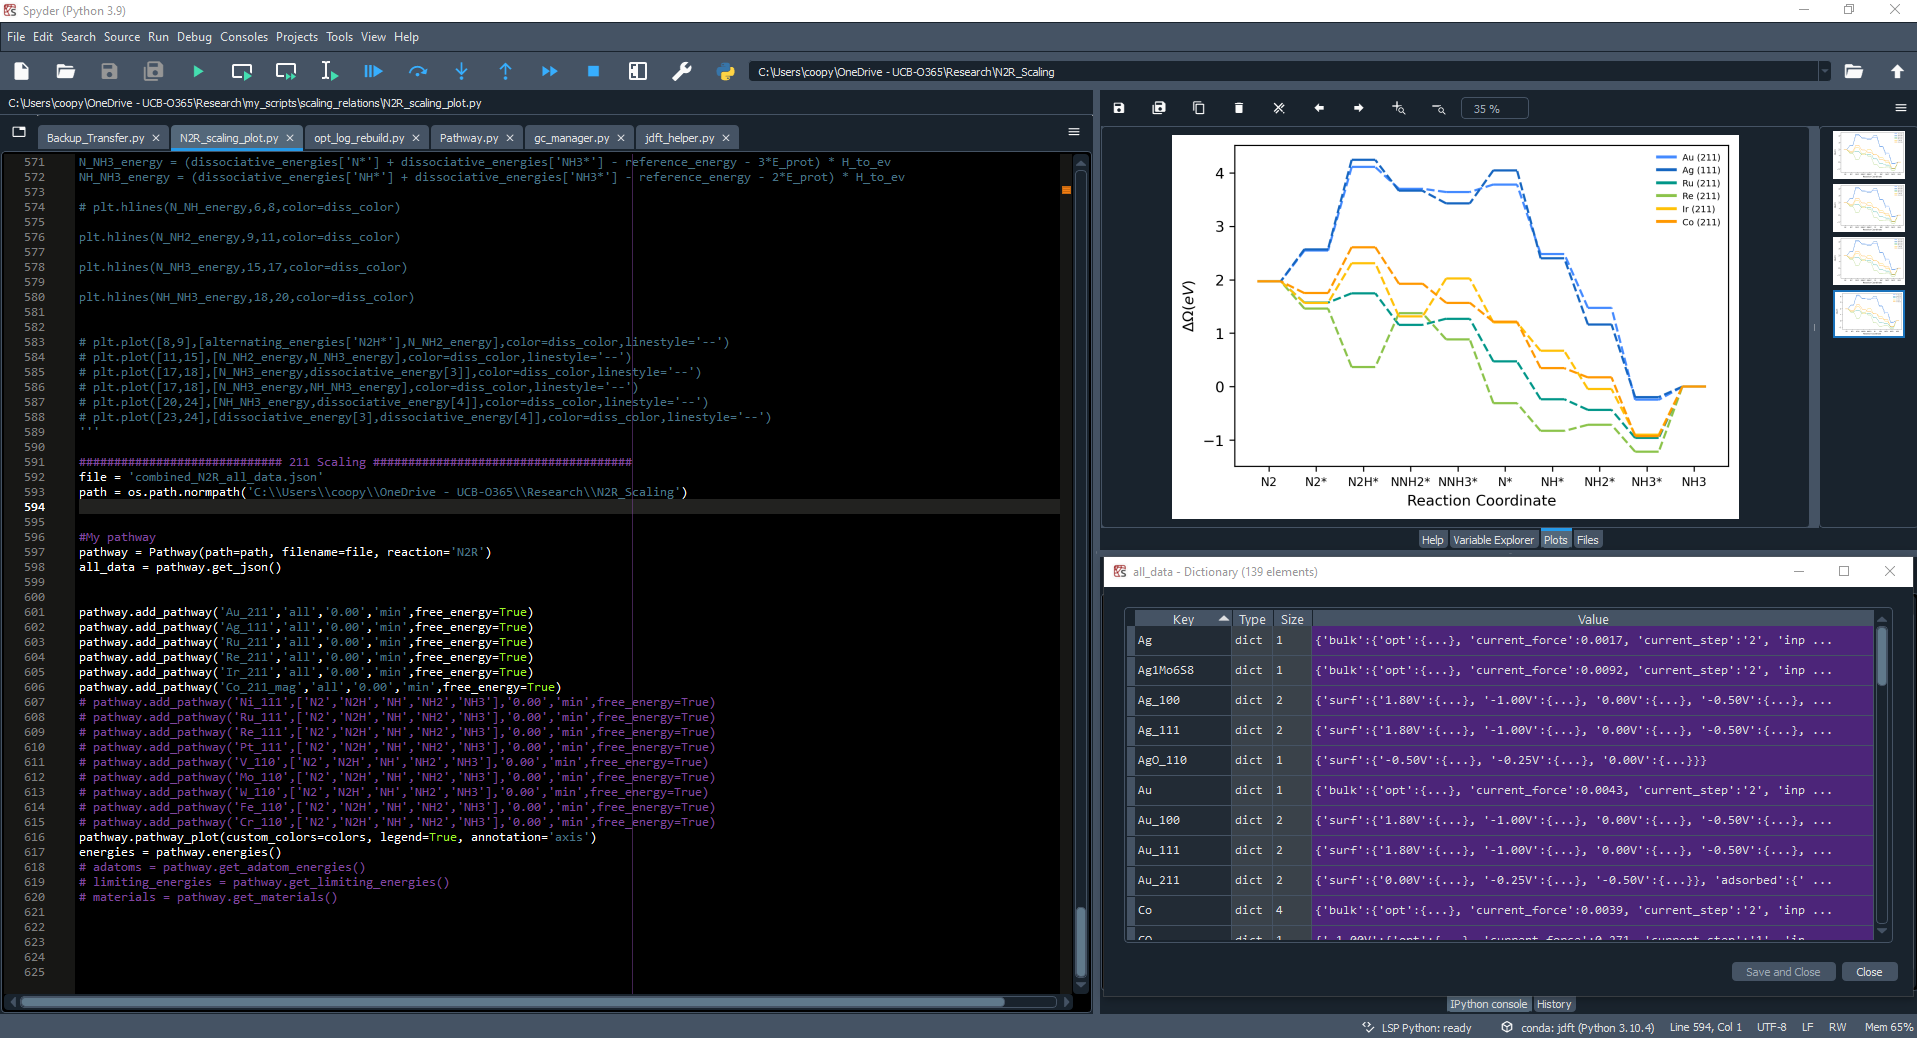 Spyder (Python 3.9)
File Edit Search Source Run Debug Consoles Projects Tools View Help
C:\Users\coopy\OneDrive - UCB-O365\Research\N2R_Scaling
C:\Users\coopy\OneDrive - UCB-O365\Research\my_scripts\scaling_relations\N2R_scaling_plot.py
Backup_Transfer.py N2R_scaling_plot.py opt_log_rebuild.py Pathway.py gc_manager.py jdft_helper.py
571 N_NH3_energy = (dissociative_energies['N*'] + dissociative_energies['NH3*'] - reference_energy - 3*E_prot) * H_to_ev
572 NH_NH3_energy = (dissociative_energies['NH*'] + dissociative_energies['NH3*'] - reference_energy - 2*E_prot) * H_to_ev
573
574 # plt.hlines(N_NH_energy,6,8,color=diss_color)
575
576 plt.hlines(N_NH2_energy,9,11,color=diss_color)
577
578 plt.hlines(N_NH3_energy,15,17,color=diss_color)
579
580 plt.hlines(NH_NH3_energy,18,20,color=diss_color)
581
582
583 # plt.plot([8,9],[alternating_energies['N2H*'],N_NH2_energy],color=diss_color,linestyle='--')
584 # plt.plot([11,15],[N_NH2_energy,N_NH3_energy],color=diss_color,linestyle='--')
585 # plt.plot([17,18],[N_NH3_energy,dissociative_energy[3]],color=diss_color,linestyle='--')
586 # plt.plot([17,18],[N_NH3_energy,NH_NH3_energy],color=diss_color,linestyle='--')
587 # plt.plot([20,24],[NH_NH3_energy,dissociative_energy[4]],color=diss_color,linestyle='--')
588 # plt.plot([23,24],[dissociative_energy[3],dissociative_energy[4]],color=diss_color,linestyle='--')
589 '''
590
591 ############################# 211 Scaling #####################################
592 file = 'combined_N2R_all_data.json'
593 path = os.path.normpath('C:\\Users\\coopy\\OneDrive - UCB-O365\\Research\\N2R_Scaling')
594
595
596 #My pathway
597 pathway = Pathway(path=path, filename=file, reaction='N2R')
598 all_data = pathway.get_json()
599
600
601 pathway.add_pathway('Au_211','all','0.00','min',free_energy=True)
602 pathway.add_pathway('Ag_111','all','0.00','min',free_energy=True)
603 pathway.add_pathway('Ru_211','all','0.00','min',free_energy=True)
604 pathway.add_pathway('Re_211','all','0.00','min',free_energy=True)
605 pathway.add_pathway('Ir_211','all','0.00','min',free_energy=True)
606 pathway.add_pathway('Co_211_mag','all','0.00','min',free_energy=True)
607 # pathway.add_pathway('Ni_111',['N2','N2H','NH','NH2','NH3'],'0.00','min',free_energy=True)
608 # pathway.add_pathway('Ru_111',['N2','N2H','NH','NH2','NH3'],'0.00','min',free_energy=True)
609 # pathway.add_pathway('Re_111',['N2','N2H','NH','NH2','NH3'],'0.00','min',free_energy=True)
610 # pathway.add_pathway('Pt_111',['N2','N2H','NH','NH2','NH3'],'0.00','min',free_energy=True)
611 # pathway.add_pathway('V_110',['N2','N2H','NH','NH2','NH3'],'0.00','min',free_energy=True)
612 # pathway.add_pathway('Mo_110',['N2','N2H','NH','NH2','NH3'],'0.00','min',free_energy=True)
613 # pathway.add_pathway('W_110',['N2','N2H','NH','NH2','NH3'],'0.00','min',free_energy=True)
614 # pathway.add_pathway('Fe_110',['N2','N2H','NH','NH2','NH3'],'0.00','min',free_energy=True)
615 # pathway.add_pathway('Cr_110',['N2','N2H','NH','NH2','NH3'],'0.00','min',free_energy=True)
616 pathway.pathway_plot(custom_colors=colors, legend=True, annotation='axis')
617 energies = pathway.energies()
618 # adatoms = pathway.get_adatom_energies()
619 # limiting_energies = pathway.get_limiting_energies()
620 # materials = pathway.get_materials()
621
622
623
624
625
35 %
Au (211)
Ag (111)
Ru (211)
Re (211)
Ir (211)
Co (211)
4
3
2
1
0
−1
ΔΩ(eV)
N2 N2* N2H* NNH2* NNH3* N* NH* NH2* NH3* NH3
Reaction Coordinate
Help Variable Explorer Plots Files
all_data - Dictionary (139 elements)
Key Type Size Value
Ag dict 1 {'bulk':{'opt':{...}, 'current_force':0.0017, 'current_step':'2', 'inp ...
Ag1Mo6S8 dict 1 {'bulk':{'opt':{...}, 'current_force':0.0092, 'current_step':'2', 'inp ...
Ag_100 dict 2 {'surf':{'1.80V':{...}, '-1.00V':{...}, '0.00V':{...}, '-0.50V':{...}, ...
Ag_111 dict 2 {'surf':{'1.80V':{...}, '-1.00V':{...}, '0.00V':{...}, '-0.50V':{...}, ...
AgO_110 dict 1 {'surf':{'-0.50V':{...}, '-0.25V':{...}, '0.00V':{...}}}
Au dict 1 {'bulk':{'opt':{...}, 'current_force':0.0043, 'current_step':'2', 'inp ...
Au_100 dict 2 {'surf':{'1.80V':{...}, '-1.00V':{...}, '0.00V':{...}, '-0.50V':{...}, ...
Au_111 dict 2 {'surf':{'1.80V':{...}, '-1.00V':{...}, '0.00V':{...}, '-0.50V':{...}, ...
Au_211 dict 2 {'surf':{'0.00V':{...}, '-0.25V':{...}, '-0.50V':{...}}, 'adsorbed':{' ...
Co dict 4 {'bulk':{'opt':{...}, 'current_force':0.0039, 'current_step':'2', 'inp ...
Save and Close Close
IPython console History
LSP Python: ready conda: jdft (Python 3.10.4) Line 594, Col 1 UTF-8 LF RW Mem 65%